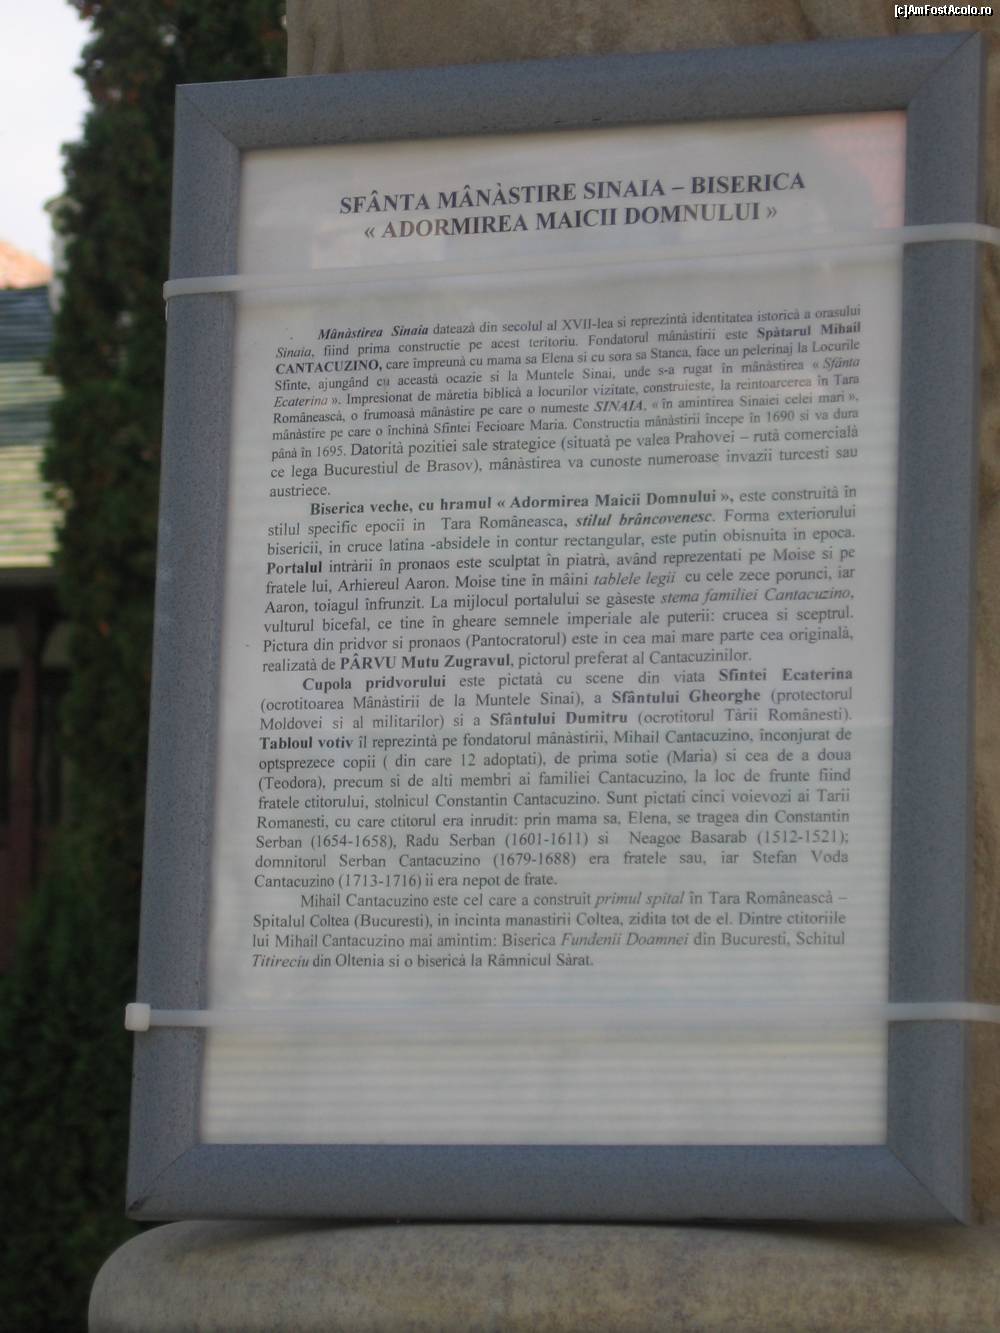 [c]AmFostAcolo.ro
SFÂNTA MÂNÀSTIRE SINAIA – BISERICA
« ADORMIREA MAICII DOMNULUI »
Mânàstirea Sinaia dateazà din secolul al XVII-lea si reprezintà identitatea istoricà a orasului
Sinaia, fiind prima constructie pe acest teritoriu. Fondatorul mânàstirii este Spàtarul Mihail
CANTACUZINO, care împreunà cu mama sa Elena si cu sora sa Stanca, face un pelerinaj la Locurile
Sfinte, ajungând cu aceastà ocazie si la Muntele Sinai, unde s-a rugat în mânàstirea « Sfânta
Ecaterina ». Impresionat de màretia biblicà a locurilor vizitate, construieste, la reintoarcerea în Tara
Româneascà, o frumoasà mânàstire pe care o numeste SINAIA, « în amintirea Sinaiei celei mari »,
mânàstire pe care o închinà Sfintei Fecioare Maria. Constructia mânàstirii începe in 1690 si va dura
pânà în 1695. Datorità pozitiei sale strategice (situatà pe valea Prahovei – rutà comercialà
ce lega Bucurestiul de Brasov), mânàstirea va cunoste numeroase invazii turcesti sau
austriece.
Biserica veche, cu hramul « Adormirea Maicii Domnului », este construità în
stilul specific epocii in Tara Româneasca, stilul brâncovenesc. Forma exteriorului
bisericii, in cruce latina -absidele in contur rectangular, este putin obisnuita in epoca.
Portalul intràrii în pronaos este sculptat în piatrà, având reprezentati pe Moise si pe
fratele lui, Arhiereul Aaron. Moise tine în mâini tablele legii cu cele zece porunci, iar
Aaron, toiagul înfrunzit. La mijlocul portalului se gàseste stema familiei Cantacuzino,
vulturul bicefal, ce tine în gheare semnele imperiale ale puterii: crucea si sceptrul.
Pictura din pridvor si pronaos (Pantocratorul) este in cea mai mare parte cea originalà,
realizatà de PÂRVU Mutu Zugravul, pictorul preferat al Cantacuzinilor.
Cupola pridvorului este pictatà cu scene din viata Sfintei Ecaterina
(ocrotitoarea Mânàstirii de la Muntele Sinai), a Sfântului Gheorghe (protectorul
Moldovei si al militarilor) si a Sfântului Dumitru (ocrotitorul Tàrii Românesti).
Tabloul votiv îl reprezintà pe fondatorul mânàstirii, Mihail Cantacuzino, înconjurat de
optsprezece copii ( din care 12 adoptati), de prima sotie (Maria) si cea de a doua
(Teodora), precum si de alti membri ai familiei Cantacuzino, la loc de frunte fiind
fratele ctitorului, stolnicul Constantin Cantacuzino. Sunt pictati cinci voievozi ai Tarii
Romanesti, cu care ctitorul era inrudit: prin mama sa, Elena, se tragea din Constantin
Serban (1654-1658), Radu Serban (1601-1611) si Neagoe Basarab (1512-1521);
domnitorul Serban Cantacuzino (1679-1688) era fratele sau, iar Stefan Voda
Cantacuzino (1713-1716) ii era nepot de frate.
Mihail Cantacuzino este cel care a construit primul spital în Tara Româneascà –
Spitalul Coltea (Bucuresti), in incinta manastirii Coltea, zidita tot de el. Dintre ctitoriile
lui Mihail Cantacuzino mai amintim: Biserica Fundenii Doamnei din Bucuresti, Schitul
Titireciu din Oltenia si o bisericà la Râmnicul Sàrat.